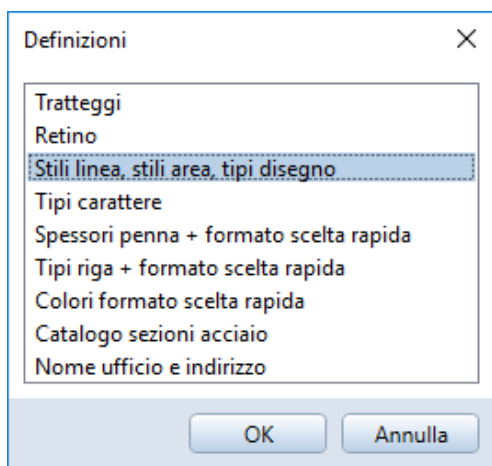 Definizioni
Tratteggi
Retino
Stili linea, stili area, tipi disegno
Tipi carattere
Spessori penna + formato scelta rapida
Tipi riga + formato scelta rapida
Colori formato scelta rapida
Catalogo sezioni acciaio
Nome ufficio e indirizzo
OK Annulla